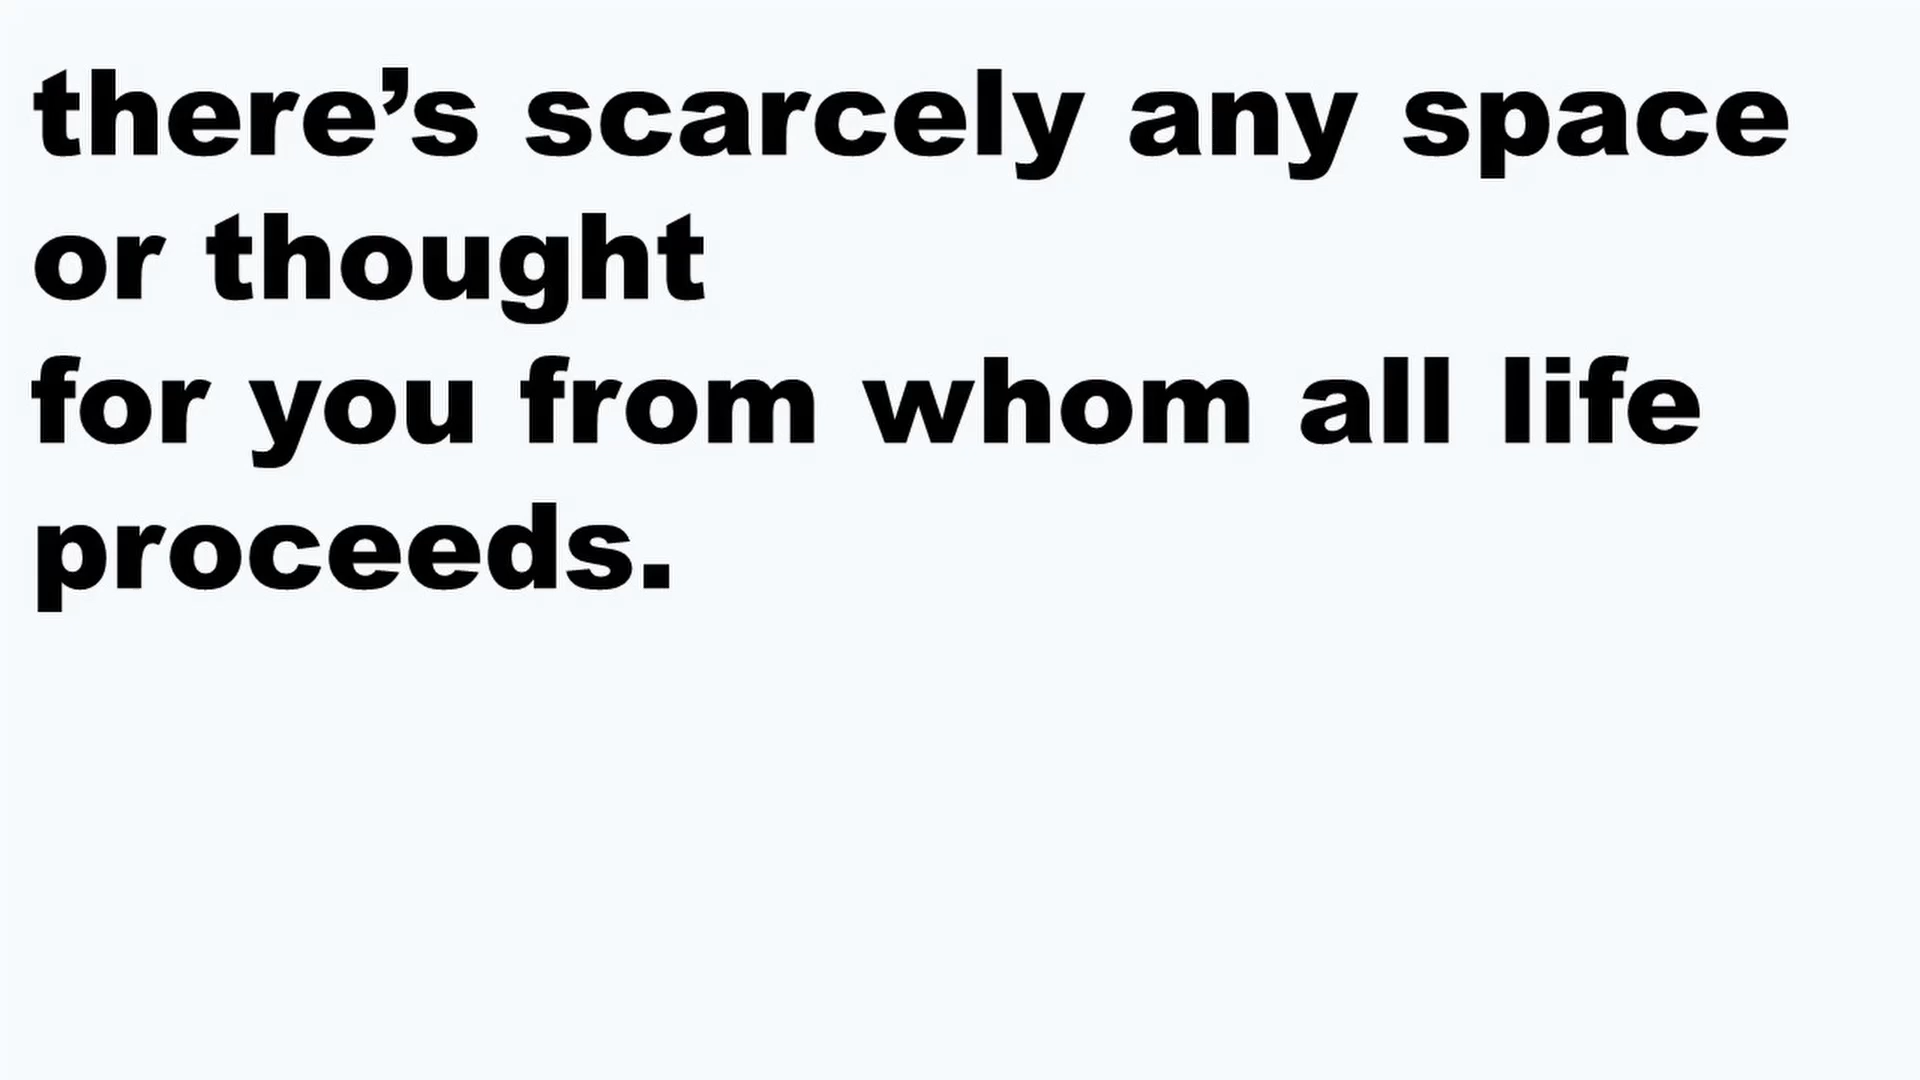 there’s scarcely any space
or thought
for you from whom all life
proceeds.